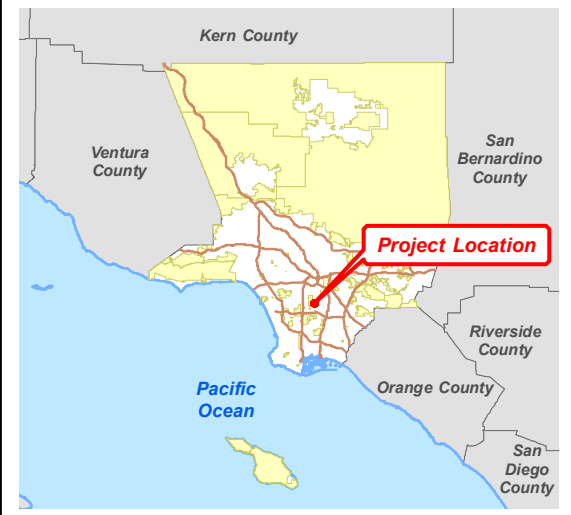 Kern County
Ventura
County
San
Bernardino
County
Project Location
Riverside
County
Orange County
Pacific
Ocean
San
Diego
County